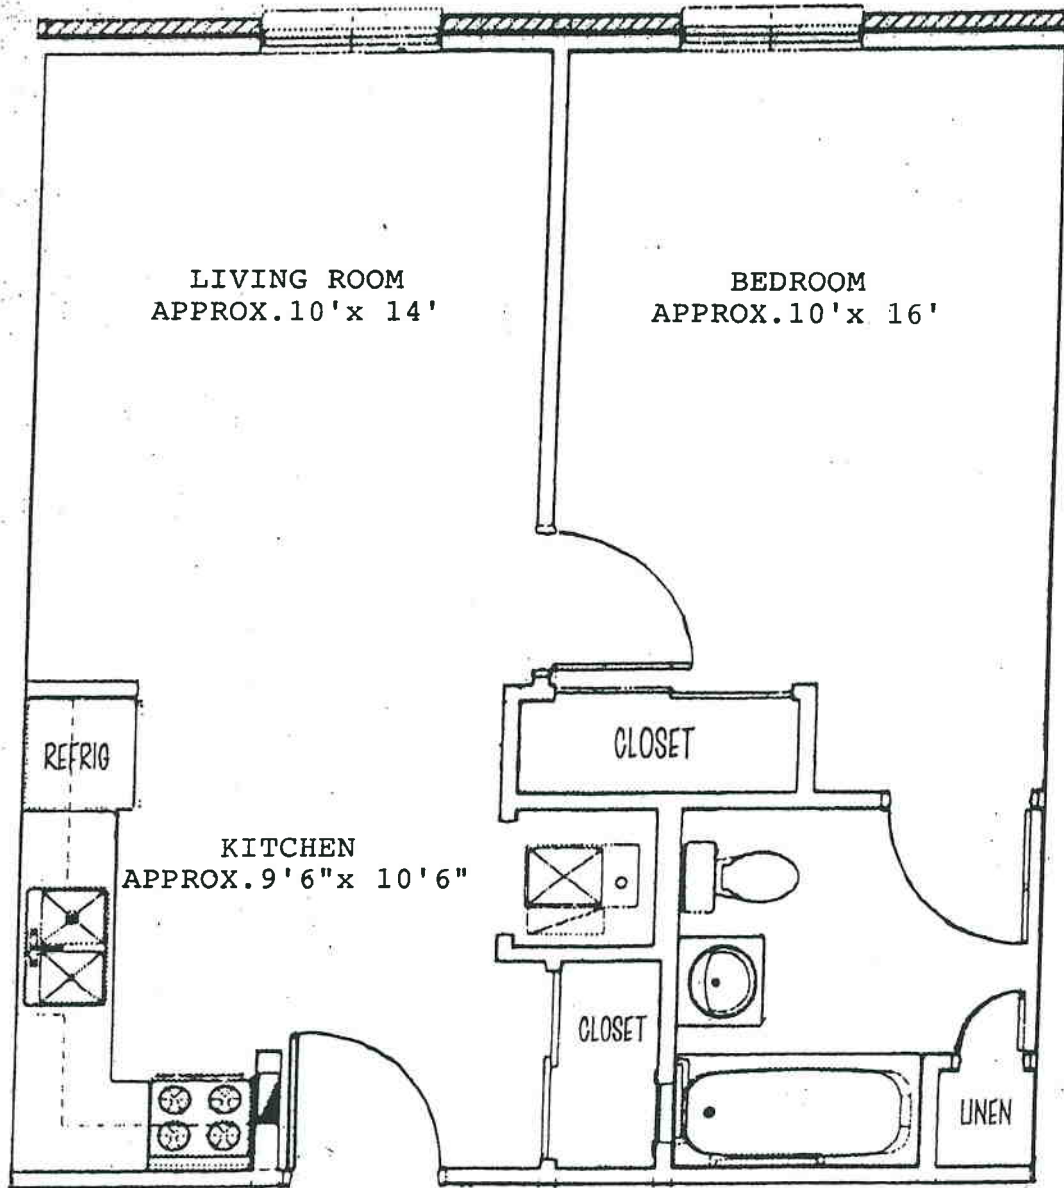 LIVING ROOM
APPROX.10'x 14'
BEDROOM
APPROX.10'x 16'
REFRIG
CLOSET
KITCHEN
APPROX.9'6"x 10'6"
CLOSET
LINEN